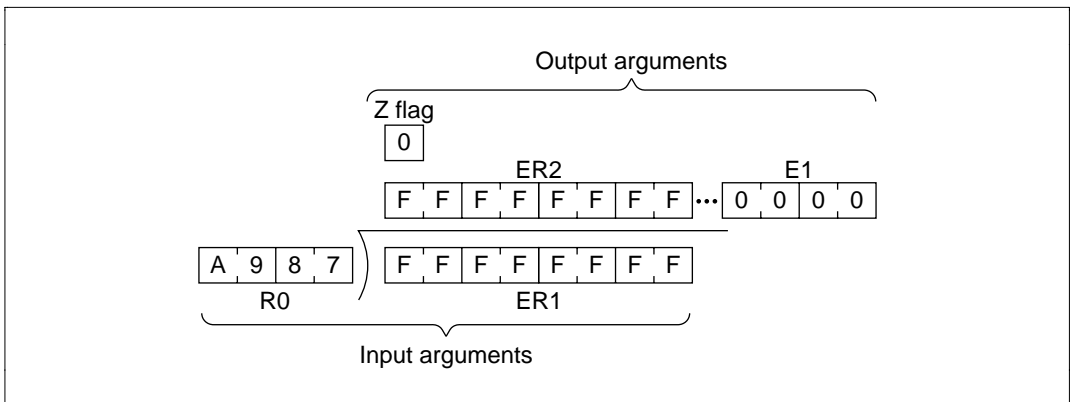 Output arguments
Z flag
0
ER2 E1
F F F F F F F F ••• 0 0 0 0
A 9 8 7 F F F F F F F F
R0 ER1
Input arguments